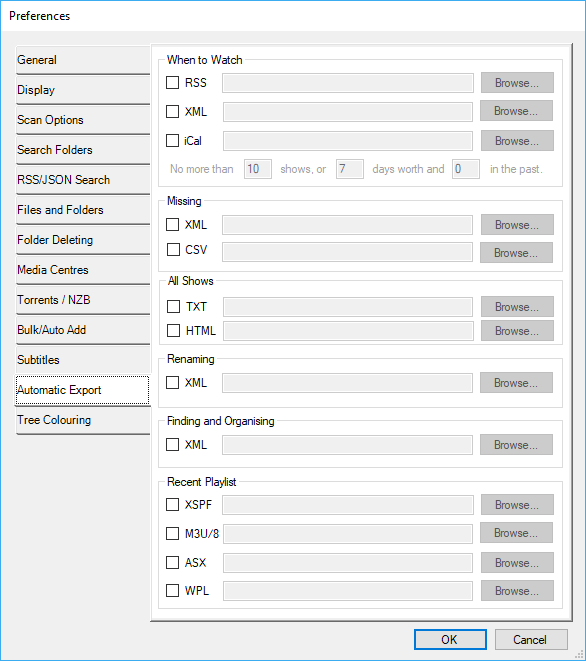 Preferences
General
Display
Scan Options
Search Folders
RSS/JSON Search
Files and Folders
Folder Deleting
Media Centres
Torrents / NZB
Bulk/Auto Add
Subtitles
Automatic Export
Tree Colouring
When to Watch
RSS Browse...
XML Browse...
iCal Browse...
No more than 10 shows, or 7 days worth and 0 in the past.
Missing
XML Browse...
CSV Browse...
All Shows
TXT Browse...
HTML Browse...
Renaming
XML Browse...
Finding and Organising
XML Browse...
Recent Playlist
XSPF Browse...
M3U/8 Browse...
ASX Browse...
WPL Browse...
OK Cancel